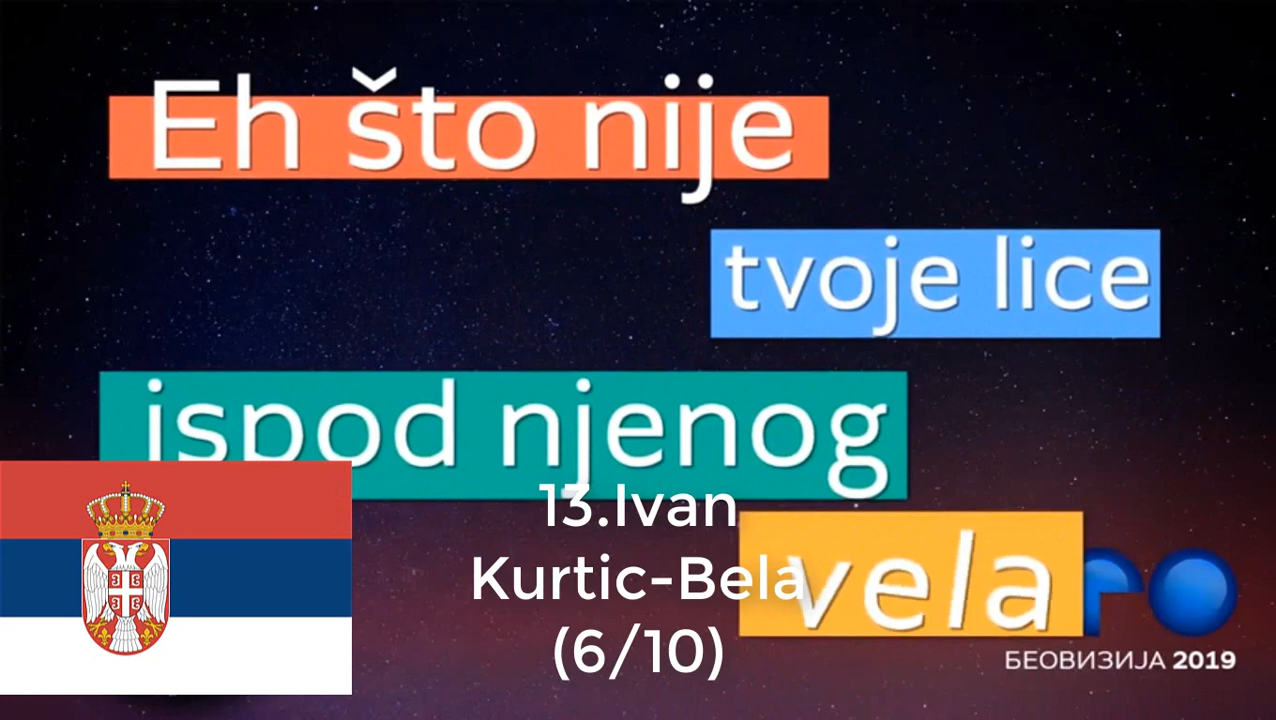 Eh što nije
tvoje lice
ispod njenog
vela
13.Ivan
Kurtic-Bela
(6/10)
БЕОВИЗИЈА 2019